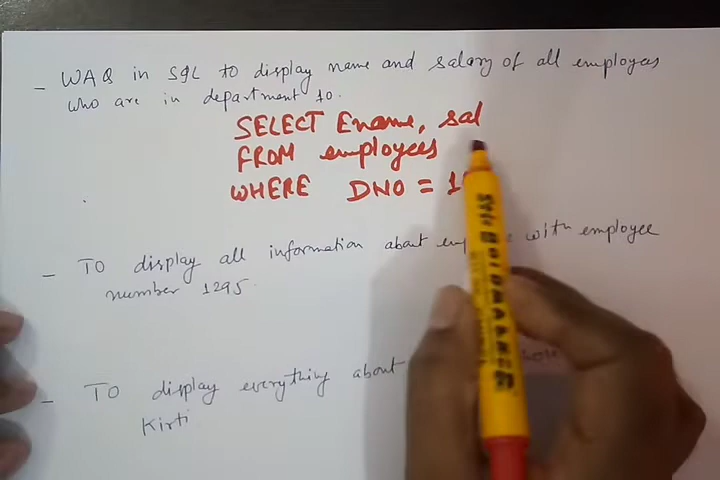 - WAQ in SQL to display name and salary of all employees
who are in department 10.
SELECT Ename, sal
FROM employees
WHERE DNO = 1
- TO display all information about with employee
number 1295.
- TO display everything about
Kirti